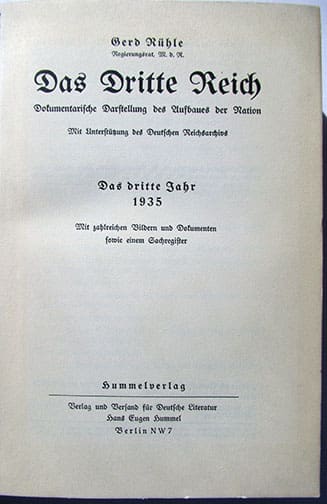 Gerd Rühle
Regierungsrat. M. d. R.
Das Dritte Reich
Dokumentarische Darstellung des Aufbaues der Nation
Mit Unterstützung des Deutschen Reichsarchivs
Das dritte Jahr
1935
Mit zahlreichen Bildern und Dokumenten
sowie einem Sachregister
Hummelverlag
Verlag und Versand für Deutsche Literatur
Hans Eugen Hummel
Berlin NW 7